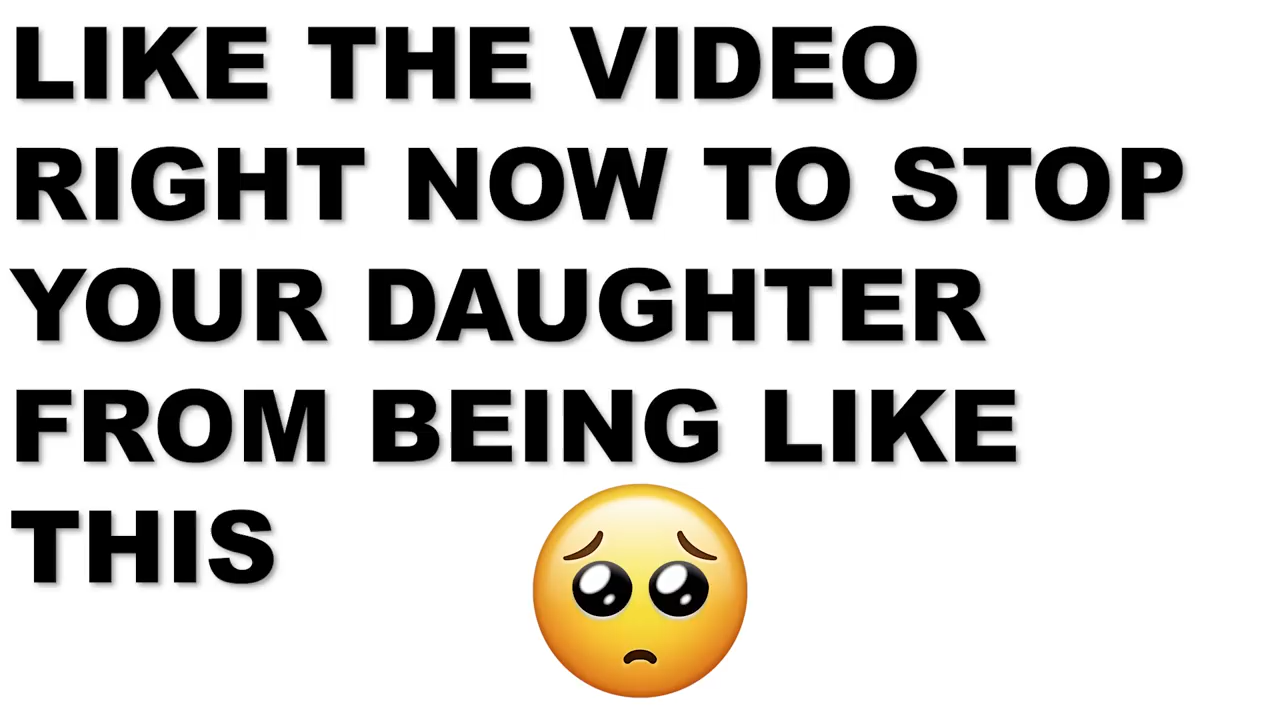 LIKE THE VIDEO
RIGHT NOW TO STOP
YOUR DAUGHTER
FROM BEING LIKE
THIS